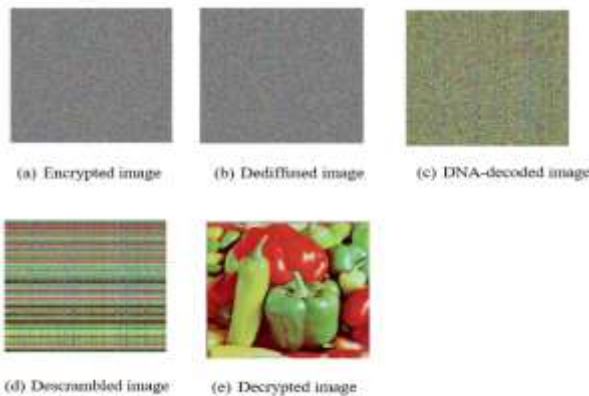 (a) Encrypted image
(b) Dediffused image
(c) DNA-decoded image
(d) Descrambled image
(e) Decrypted image